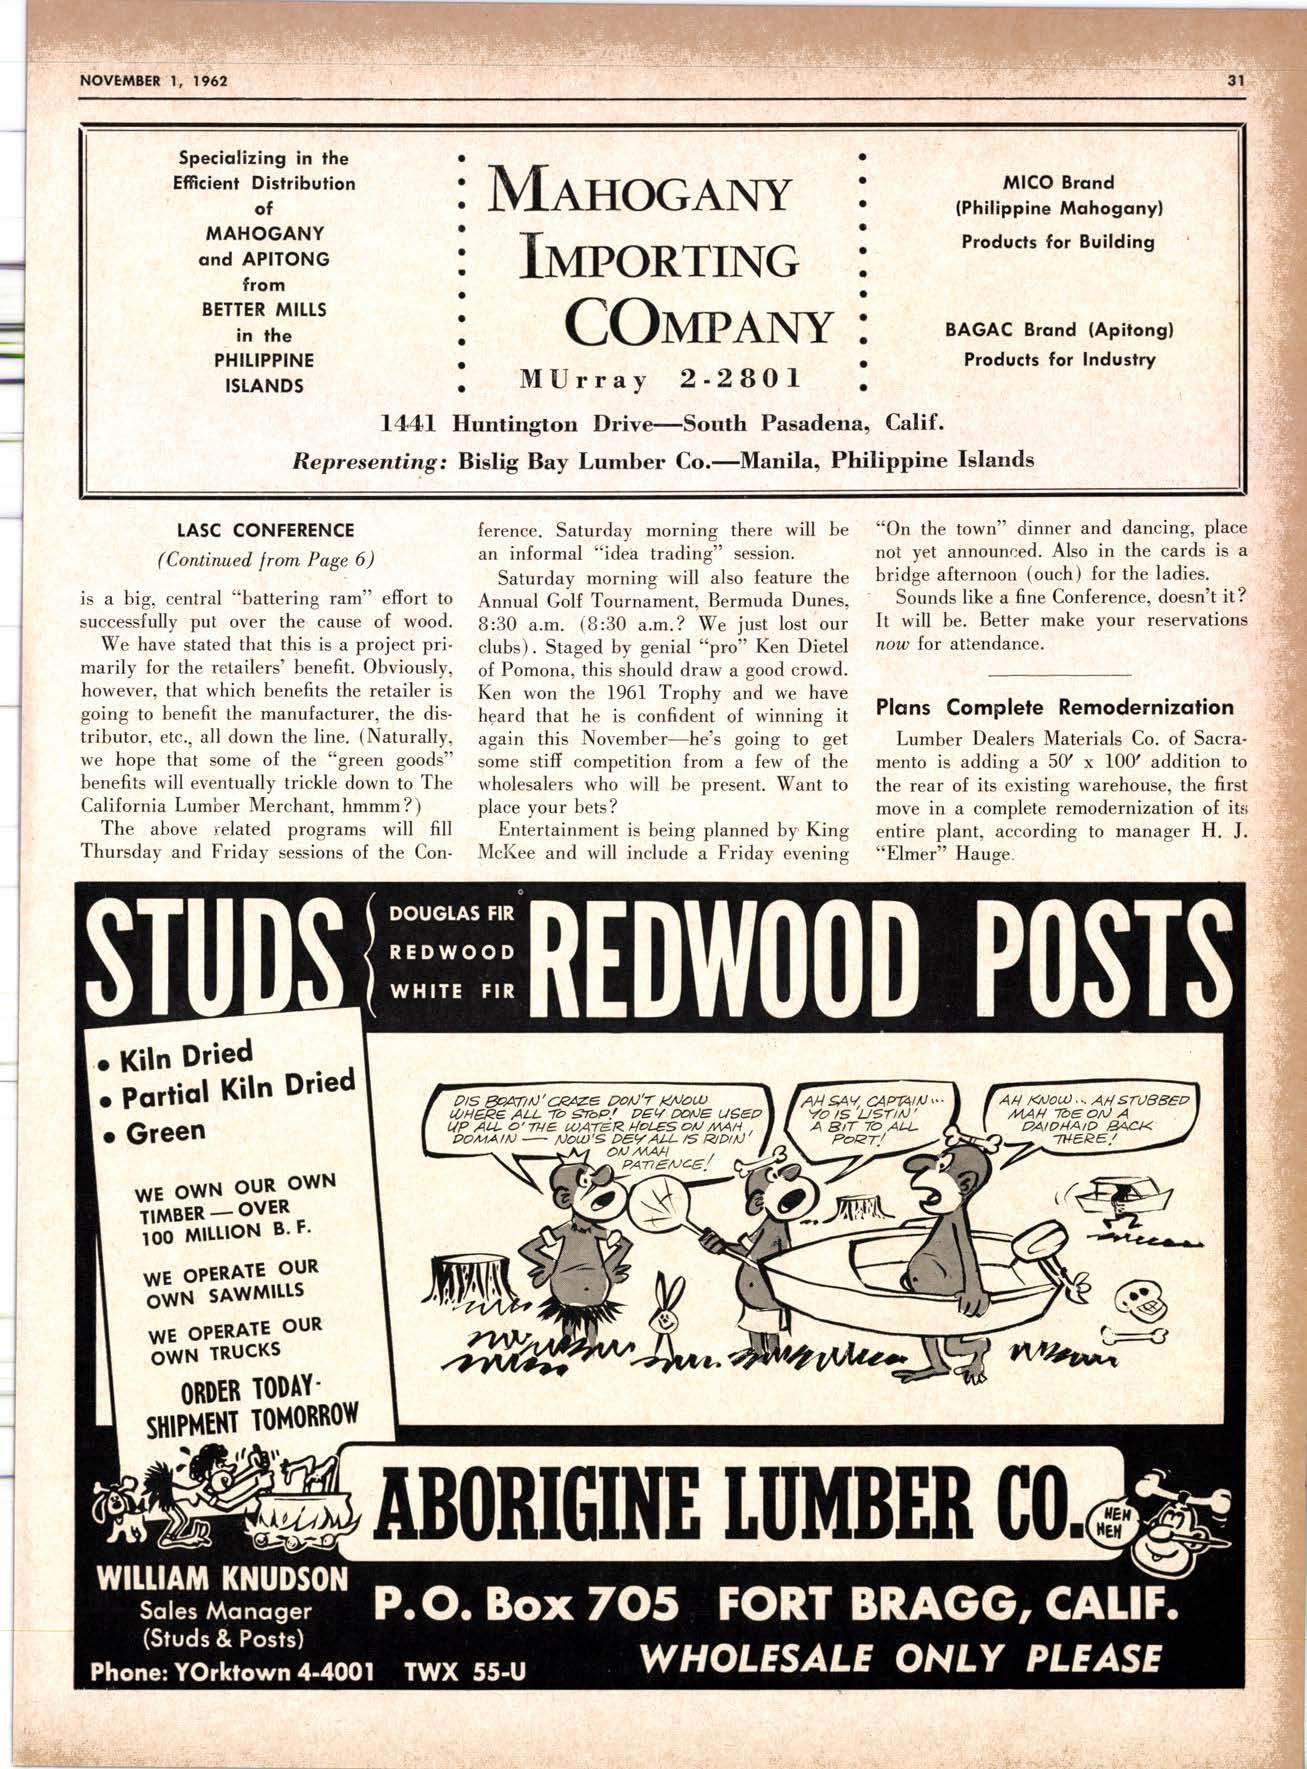 NOVEMBER 1, 1962
31
Specializing in the
Efficient Distribution
of
MAHOGANY
and APITONG
from
BETTER MILLS
in the
PHILIPPINE
ISLANDS
MAHOGANY
IMPORTING
COMPANY
MUrray 2-2801
MICO Brand
(Philippine Mahogany)
Products for Building
BAGAC Brand (Apitong)
Products for Industry
1441 Huntington Drive—South Pasadena, Calif.
Representing: Bislig Bay Lumber Co.—Manila, Philippine Islands
LASC CONFERENCE
(Continued from Page 6)
is a big, central "battering ram" effort to
successfully put over the cause of wood.
We have stated that this is a project pri-
marily for the retailers' benefit. Obviously,
however, that which benefits the retailer is
going to benefit the manufacturer, the dis-
tributor, etc., all down the line. (Naturally,
we hope that some of the "green goods"
benefits will eventually trickle down to The
California Lumber Merchant, hmmm?)
The above related programs will fill
Thursday and Friday sessions of the Con-
ference. Saturday morning there will be
an informal "idea trading" session.
Saturday morning will also feature the
Annual Golf Tournament, Bermuda Dunes,
8:30 a.m. (8:30 a.m.? We just lost our
clubs). Staged by genial "pro" Ken Dietel
of Pomona, this should draw a good crowd.
Ken won the 1961 Trophy and we have
heard that he is confident of winning it
again this November—he's going to get
some stiff competition from a few of the
wholesalers who will be present. Want to
place your bets?
Entertainment is being planned by King
McKee and will include a Friday evening
"On the town" dinner and dancing, place
not yet announced. Also in the cards is a
bridge afternoon (ouch) for the ladies.
Sounds like a fine Conference, doesn't it?
It will be. Better make your reservations
now for attendance.
Plans Complete Remodernization
Lumber Dealers Materials Co. of Sacra-
mento is adding a 50′ x 100′ addition to
the rear of its existing warehouse, the first
move in a complete remodernization of its
entire plant, according to manager H. J.
"Elmer" Hauge.
STUDS
DOUGLAS FIR
REDWOOD
WHITE FIR
REDWOOD POSTS
• Kiln Dried
• Partial Kiln Dried
• Green
WE OWN OUR OWN
TIMBER — OVER
100 MILLION B. F.
WE OPERATE OUR
OWN SAWMILLS
WE OPERATE OUR
OWN TRUCKS
ORDER TODAY-
SHIPMENT TOMORROW
DIS BOATIN' CRAZE DON'T KNOW
WHERE ALL TO STOP! DEY DONE USED
UP ALL O' THE WATER HOLES ON MAH
DOMAIN — NOW'S DEY ALL IS RIDIN'
ON MAH
PATIENCE!
AH SAY, CAPTAIN...
YO IS LISTIN'
A BIT TO ALL
PORT!
AH KNOW... AH STUBBED
MAH TOE ON A
DAIDHAID BACK
THERE!
ABORIGINE LUMBER CO.
HEH
HEH
WILLIAM KNUDSON
Sales Manager
(Studs & Posts)
Phone: YOrktown 4-4001 TWX 55-U
P.O. Box 705 FORT BRAGG, CALIF.
WHOLESALE ONLY PLEASE